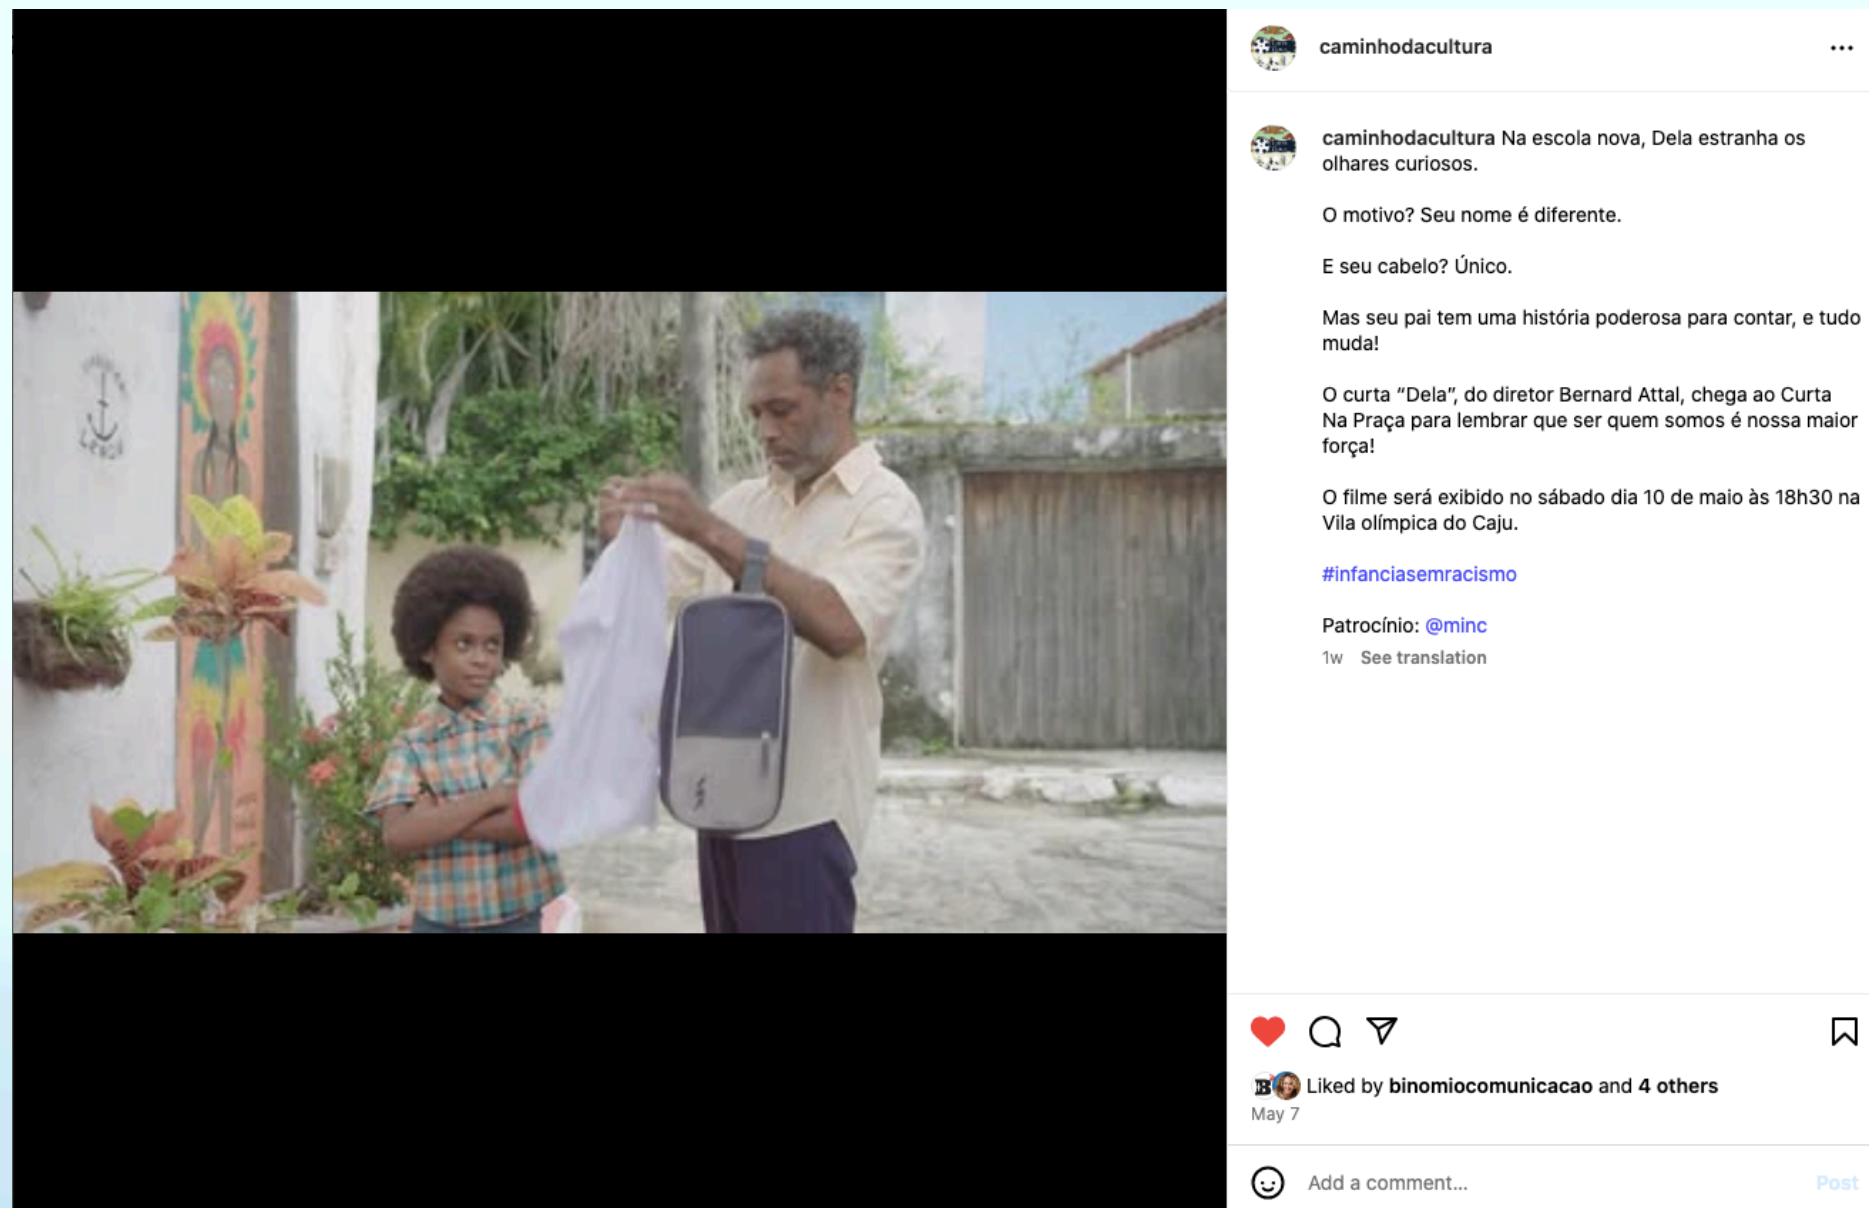 caminhodacultura
caminhodacultura Na escola nova, Dela estranha os
olhares curiosos.
O motivo? Seu nome é diferente.
E seu cabelo? Único.
Mas seu pai tem uma história poderosa para contar, e tudo
muda!
O curta “Dela”, do diretor Bernard Attal, chega ao Curta
Na Praça para lembrar que ser quem somos é nossa maior
força!
O filme será exibido no sábado dia 10 de maio às 18h30 na
Vila olímpica do Caju.
#infanciasemracismo
Patrocínio: @minc
1w See translation
Liked by binomiocomunicacao and 4 others
May 7
Add a comment...
Post